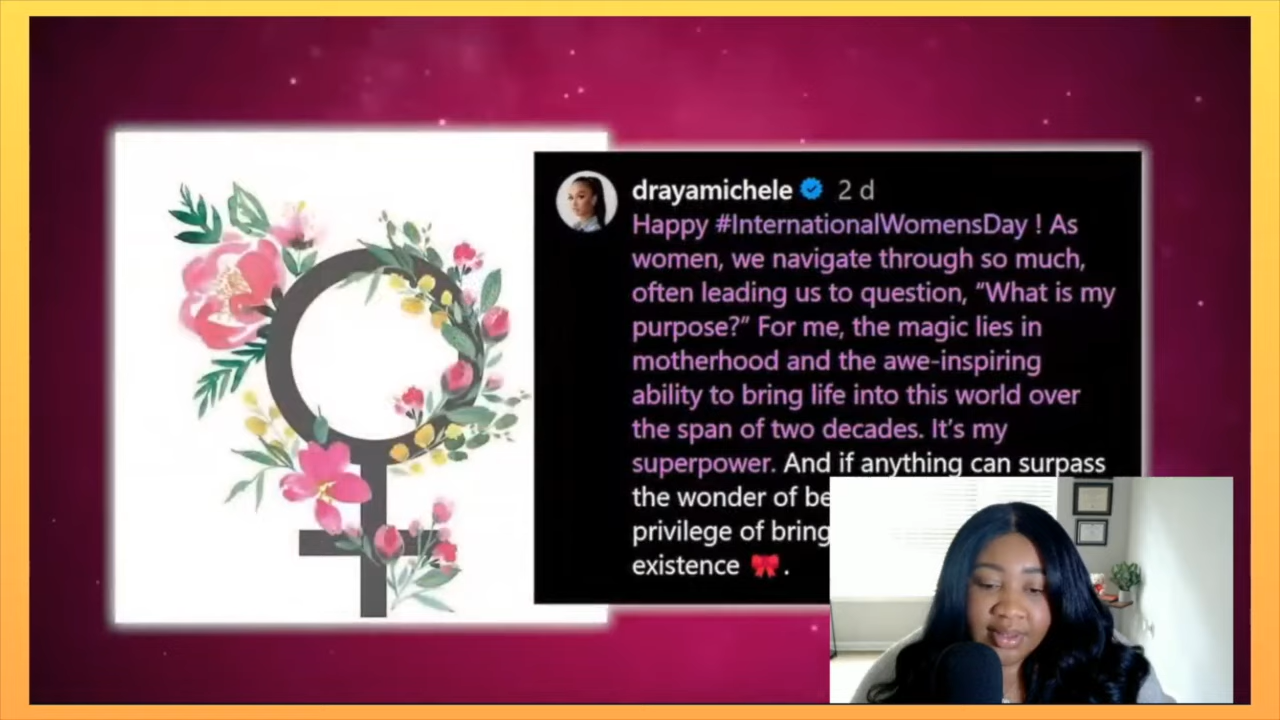 drayamichele 2 d
Happy #InternationalWomensDay ! As
women, we navigate through so much,
often leading us to question, “What is my
purpose?” For me, the magic lies in
motherhood and the awe-inspiring
ability to bring life into this world over
the span of two decades. It’s my
superpower. And if anything can surpass
the wonder of
privilege of
existence 🎀.